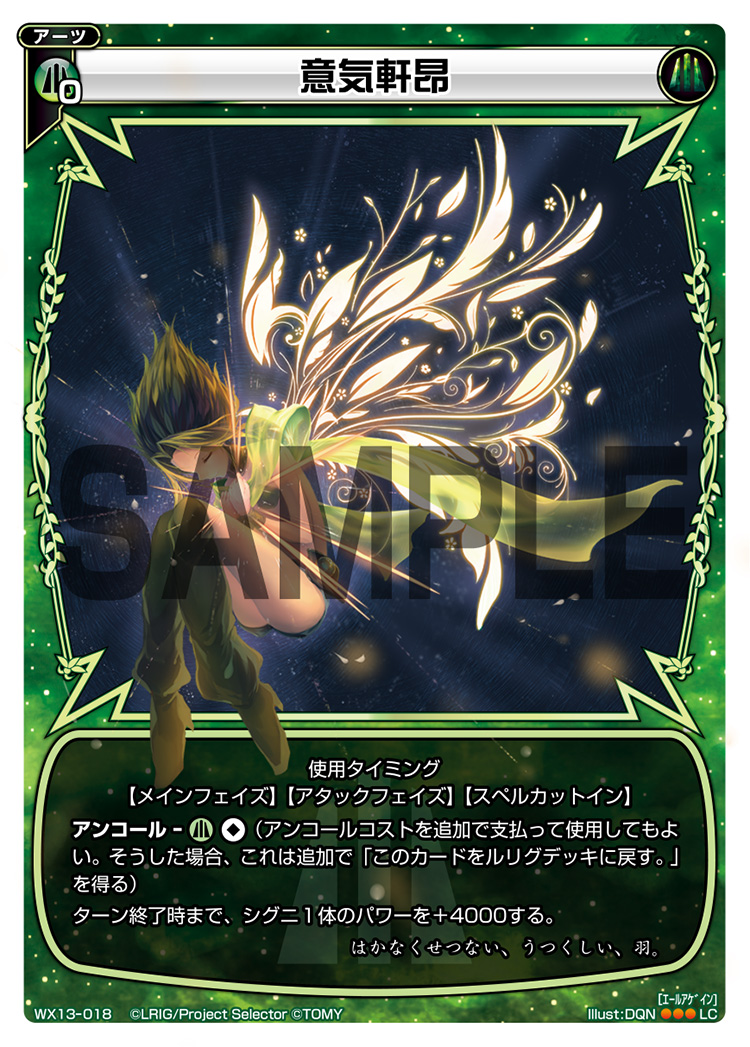 アーツ
0
意気軒昂
SAMPLE
使用タイミング
【メインフェイズ】【アタックフェイズ】【スペルカットイン】
アンコール－（アンコールコストを追加で支払って使用してもよ
い。そうした場合、これは追加で「このカードをルリグデッキに戻す。」
を得る）
ターン終了時まで、シグニ１体のパワーを＋4000する。
はかなくせつない、うつくしい、羽。
[エールアゲイン]
WX13-018 ©LRIG/Project Selector ©TOMY Illust:DQN LC